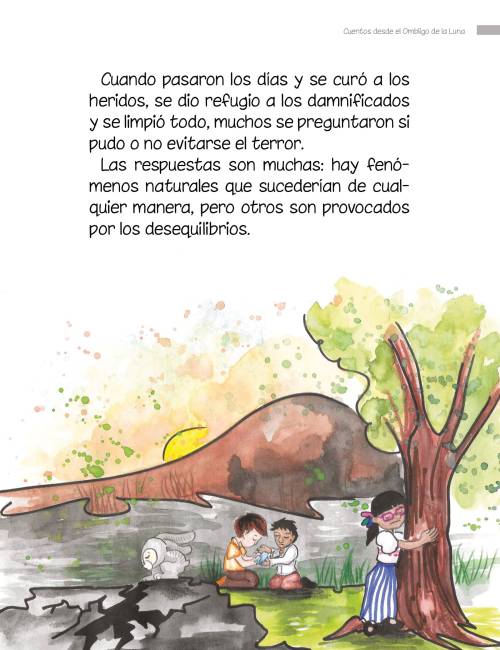 Cuentos desde el Ombligo de la Luna
Cuando pasaron los días y se curó a los
heridos, se dio refugio a los damnificados
y se limpió todo, muchos se preguntaron si
pudo o no evitarse el terror.
Las respuestas son muchas: hay fenó-
menos naturales que sucederían de cual-
quier manera, pero otros son provocados
por los desequilibrios.